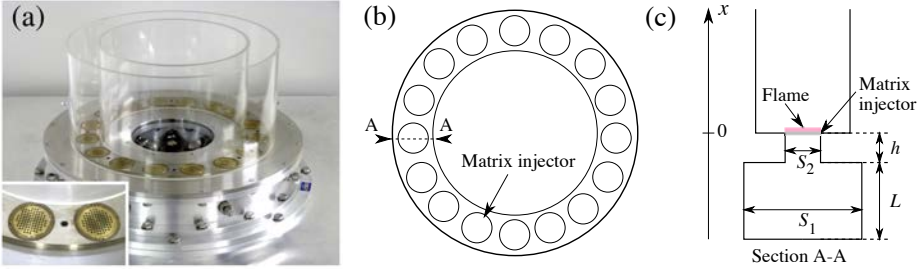 (a)
(b)
A
A
Matrix injector
(c)
x
Flame
Matrix
injector
0
h
S2
L
S1
Section A-A